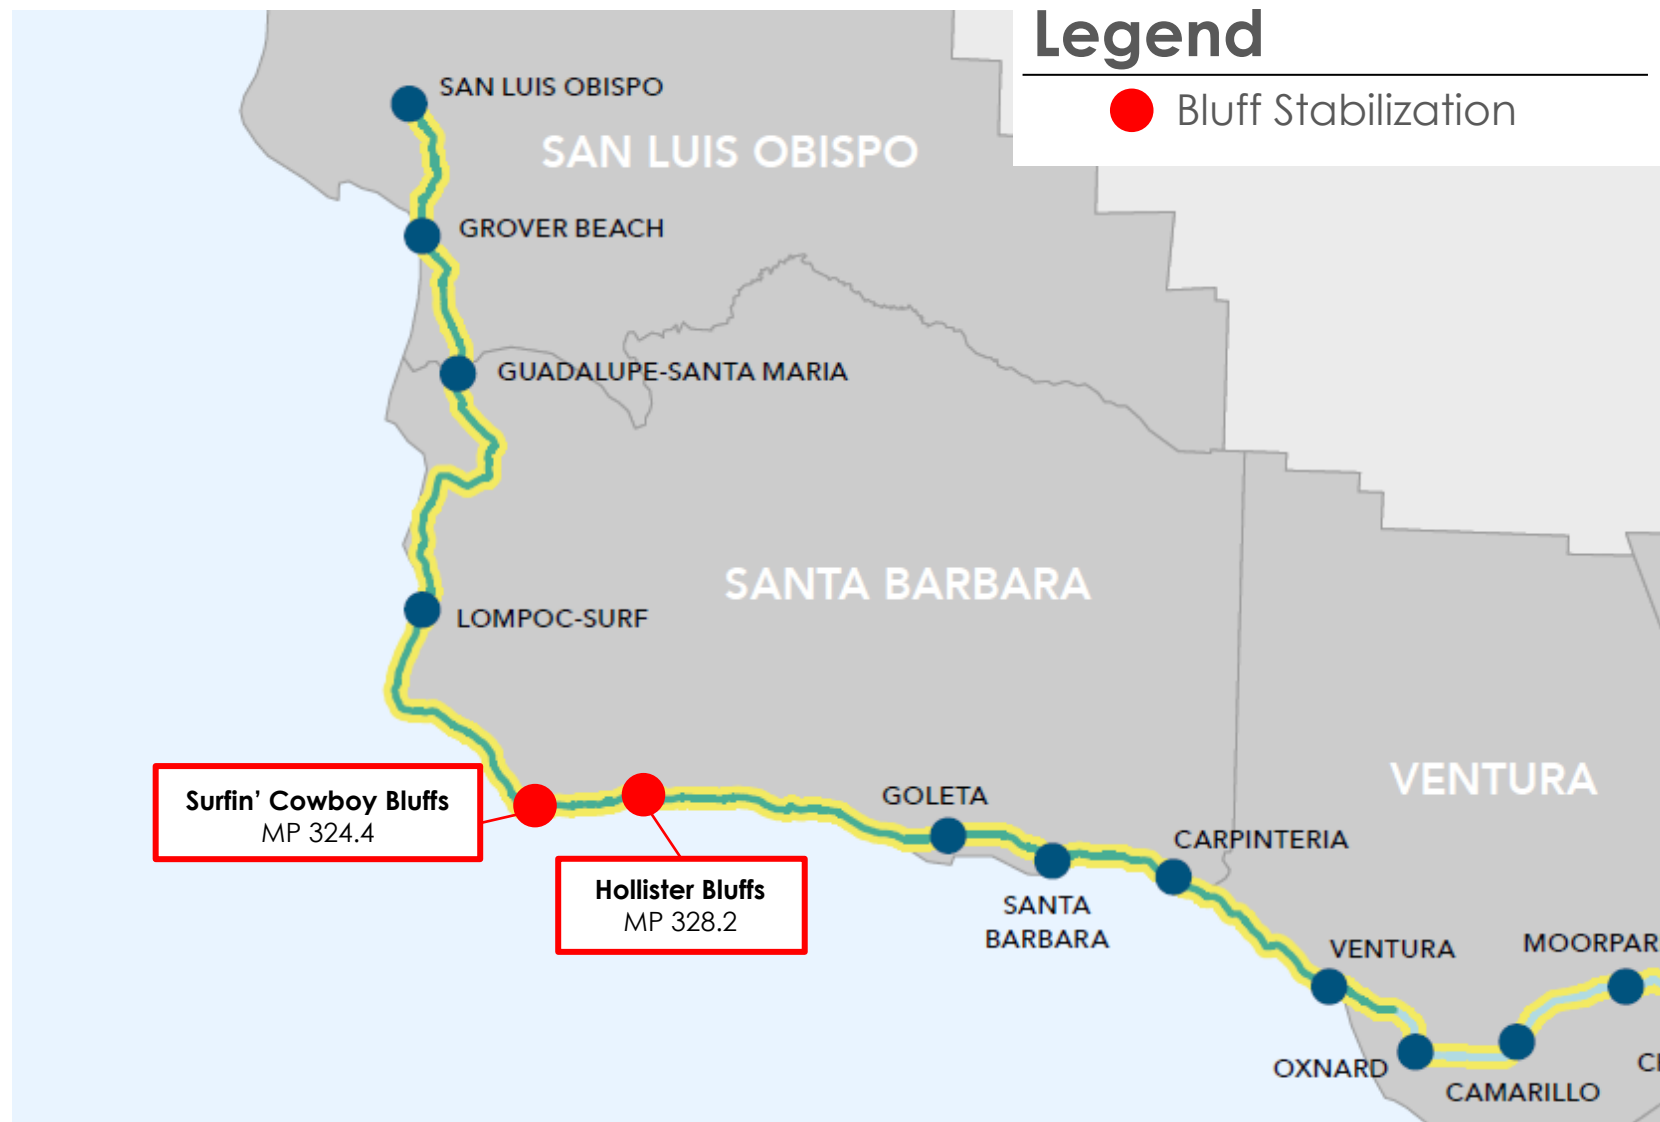 Legend
Bluff Stabilization
SAN LUIS OBISPO
SAN LUIS OBISPO
GROVER BEACH
GUADALUPE-SANTA MARIA
SANTA BARBARA
LOMPOC-SURF
Surfin’ Cowboy Bluffs
MP 324.4
Hollister Bluffs
MP 328.2
GOLETA
VENTURA
CARPINTERIA
SANTA
BARBARA
VENTURA
MOORPAR
OXNARD
CAMARILLO